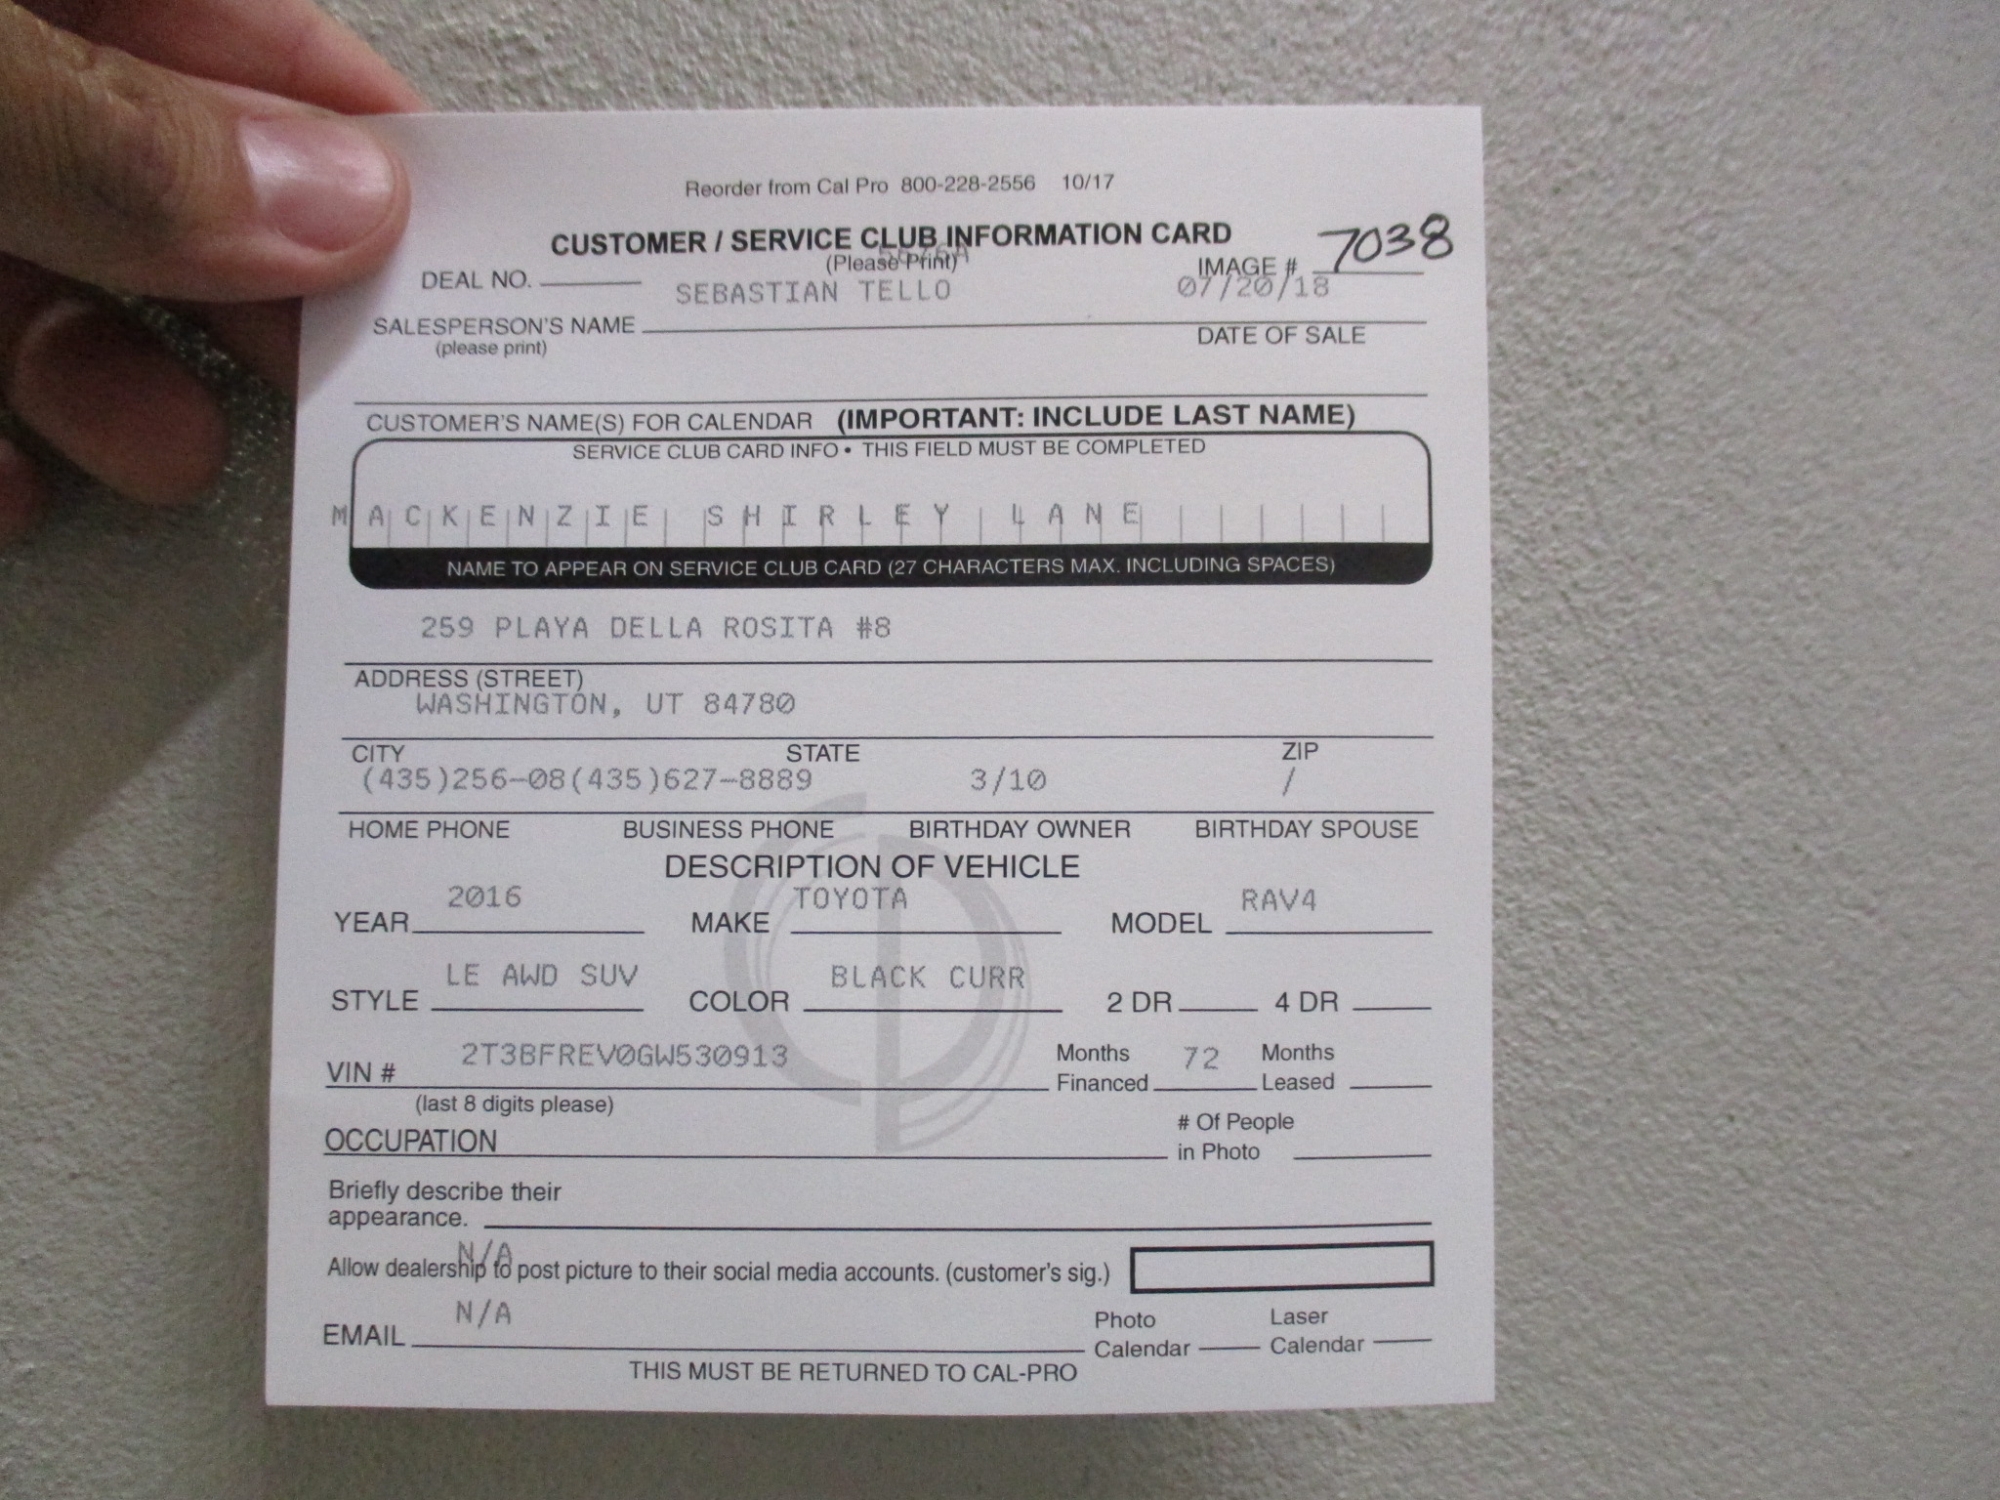 Reorder from Cal Pro 800-228-2556 10/17
CUSTOMER / SERVICE CLUB INFORMATION CARD
(Please Print)
7038
DEAL NO.
IMAGE #
SEBASTIAN TELLO 07/20/18
SALESPERSON'S NAME
DATE OF SALE
(please print)
CUSTOMER'S NAME(S) FOR CALENDAR (IMPORTANT: INCLUDE LAST NAME)
SERVICE CLUB CARD INFO • THIS FIELD MUST BE COMPLETED
MACKENZIE SHIRLEY LANE
NAME TO APPEAR ON SERVICE CLUB CARD (27 CHARACTERS MAX. INCLUDING SPACES)
259 PLAYA DELLA ROSITA #8
ADDRESS (STREET)
WASHINGTON, UT 84780
CITY STATE ZIP
(435)256-08(435)627-8889 3/10 /
HOME PHONE BUSINESS PHONE BIRTHDAY OWNER BIRTHDAY SPOUSE
DESCRIPTION OF VEHICLE
2016 TOYOTA RAV4
YEAR MAKE MODEL
LE AWD SUV BLACK CURR
STYLE COLOR 2 DR 4 DR
2T3BFREV0GW530913
VIN #
Months Financed 72 Months Leased
(last 8 digits please)
OCCUPATION
# Of People
in Photo
Briefly describe their
appearance.
N/A
Allow dealership to post picture to their social media accounts. (customer's sig.)
N/A
EMAIL
Photo Calendar
Laser Calendar
THIS MUST BE RETURNED TO CAL-PRO